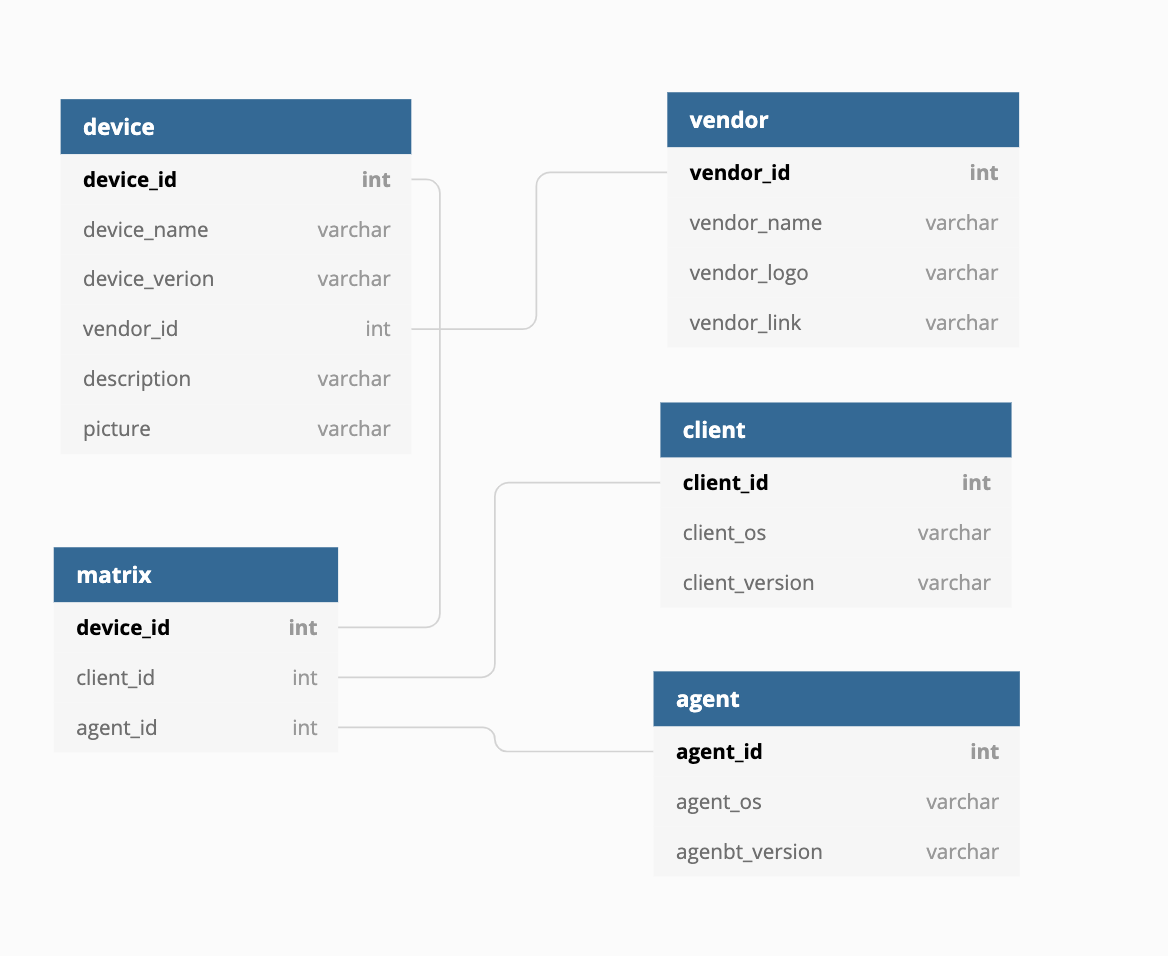 device
device_id int
device_name varchar
device_verion varchar
vendor_id int
description varchar
picture varchar
vendor
vendor_id int
vendor_name varchar
vendor_logo varchar
vendor_link varchar
client
client_id int
client_os varchar
client_version varchar
matrix
device_id int
client_id int
agent_id int
agent
agent_id int
agent_os varchar
agenbt_version varchar